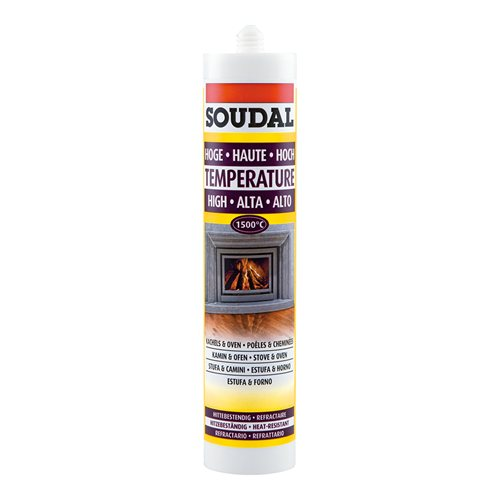 SOUDAL
HOGE • HAUTE • HOCH
TEMPERATURE
HIGH • ALTA • ALTO
1500°C
KACHELS & OVEN • POÊLES & CHEMINÉES
KAMIN & OFEN • STOVE & OVEN
STUFA & CAMINI • ESTUFA & HORNO
ESTUFA & FORNO
HITTEBESTENDIG • REFRACTAIRE
HITZEBESTÄNDIG • HEAT-RESISTANT
REFRACTARIO • REFRATTARIO